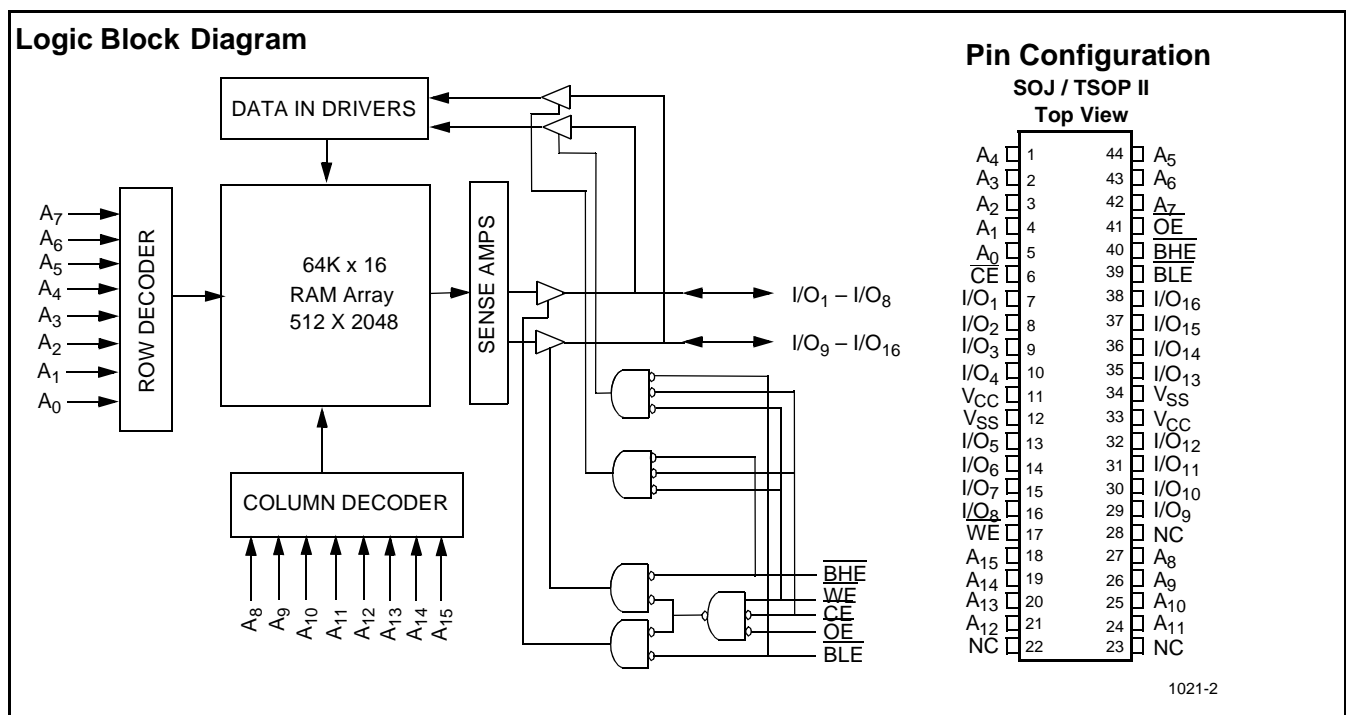 Logic Block Diagram
DATA IN DRIVERS
A7
A6
A5
A4
A3
A2
A1
A0
ROW DECODER
64K x 16
RAM Array
512 X 2048
SENSE AMPS
I/O1 – I/O8
I/O9 – I/O16
COLUMN DECODER
A8
A9
A10
A11
A12
A13
A14
A15
BHE
WE
CE
OE
BLE
Pin Configuration
SOJ / TSOP II
Top View
A4 1 44 A5
A3 2 43 A6
A2 3 42 A7
A1 4 41 OE
A0 5 40 BHE
CE 6 39 BLE
I/O1 7 38 I/O16
I/O2 8 37 I/O15
I/O3 9 36 I/O14
I/O4 10 35 I/O13
VCC 11 34 VSS
VSS 12 33 VCC
I/O5 13 32 I/O12
I/O6 14 31 I/O11
I/O7 15 30 I/O10
I/O8 16 29 I/O9
WE 17 28 NC
A15 18 27 A8
A14 19 26 A9
A13 20 25 A10
A12 21 24 A11
NC 22 23 NC
1021-2